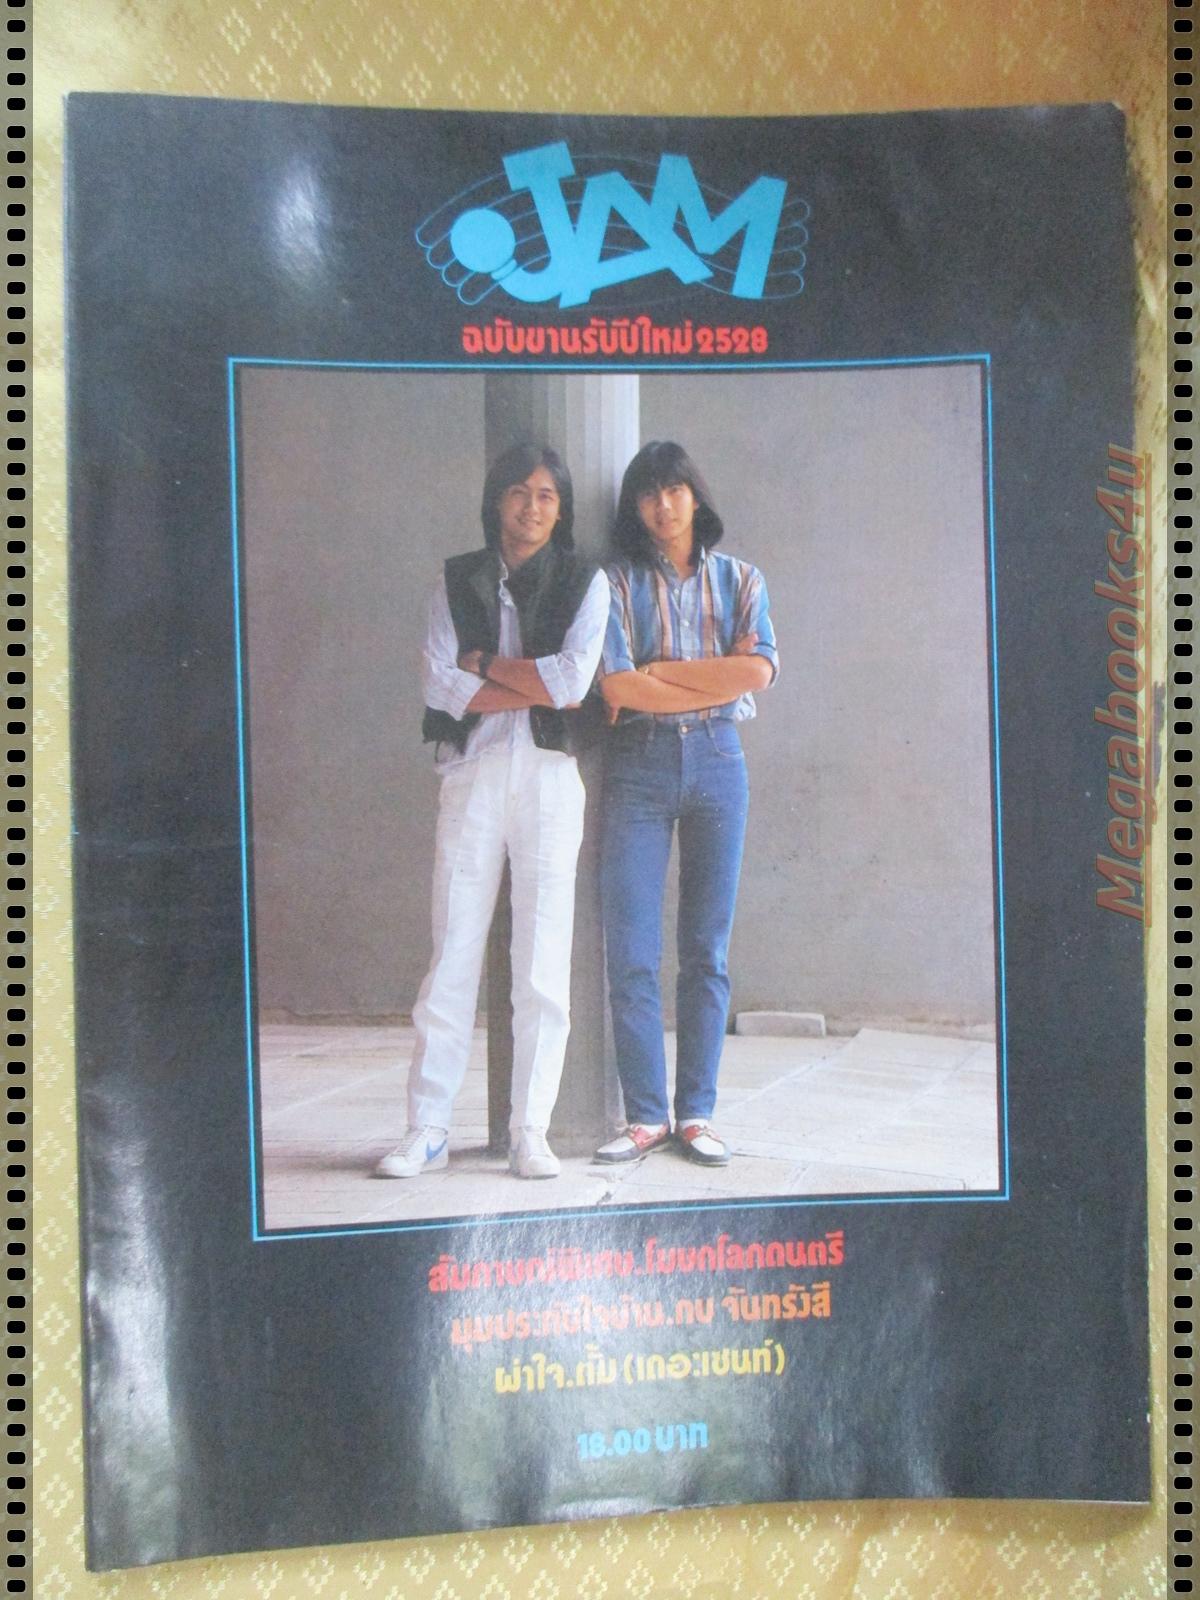 JAM
ฉบับขานรับปีใหม่ 2528
สัมภาษณ์พิเศษ.โมษกโลกดนตรี
มุมประทับใจบ้าน.กบ จันทรังสี
ผ่าใจ.ตั้ม (เดอะเซนท์)
18.00 บาท
Megabooks4u